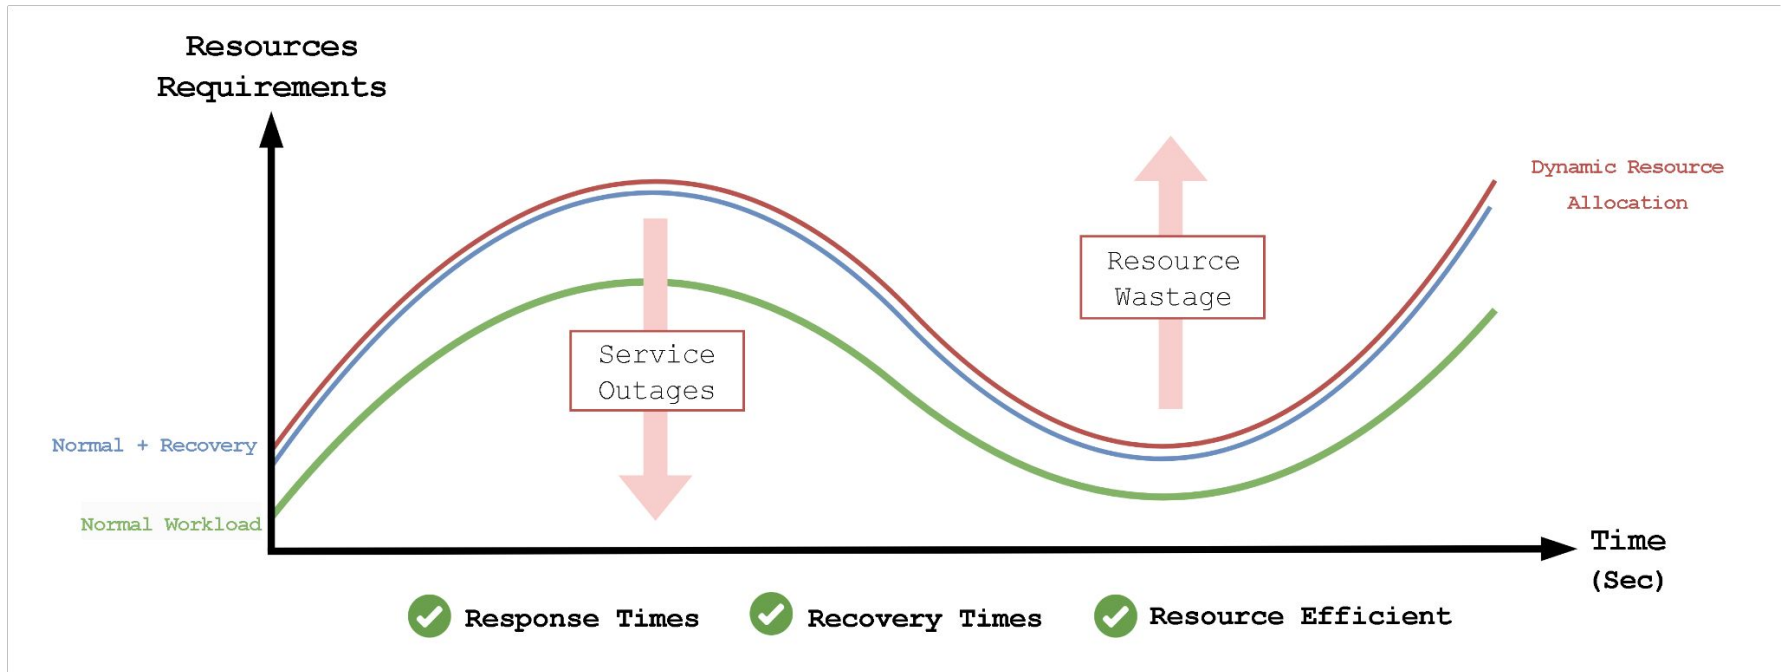 Resources
Requirements
Dynamic Resource
Allocation
Resource
Wastage
Service
Outages
Normal + Recovery
Normal Workload
Time
(Sec)
Response Times
Recovery Times
Resource Efficient